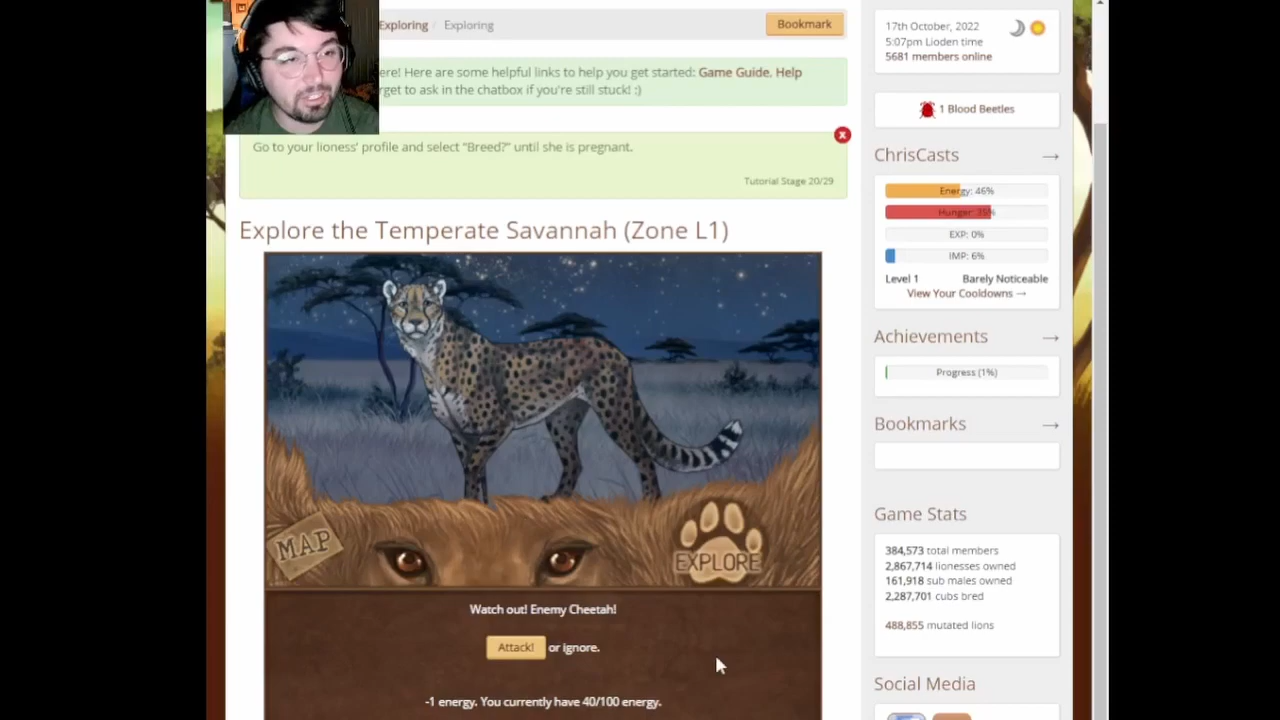 Exploring / Exploring
Bookmark
ere! Here are some helpful links to help you get started: Game Guide, Help
rget to ask in the chatbox if you're still stuck! :)
Go to your lioness' profile and select "Breed?" until she is pregnant.
Tutorial Stage 20/29
Explore the Temperate Savannah (Zone L1)
MAP
EXPLORE
Watch out! Enemy Cheetah!
Attack! or ignore.
-1 energy. You currently have 40/100 energy.
17th October, 2022
5:07pm Lioden time
5681 members online
1 Blood Beetles
ChrisCasts →
Energy: 46%
Hunger: 35%
EXP: 0%
IMP: 6%
Level 1 Barely Noticeable
View Your Cooldowns →
Achievements →
Progress (1%)
Bookmarks →
Game Stats
384,573 total members
2,867,714 lionesses owned
161,918 sub males owned
2,287,701 cubs bred
488,855 mutated lions
Social Media